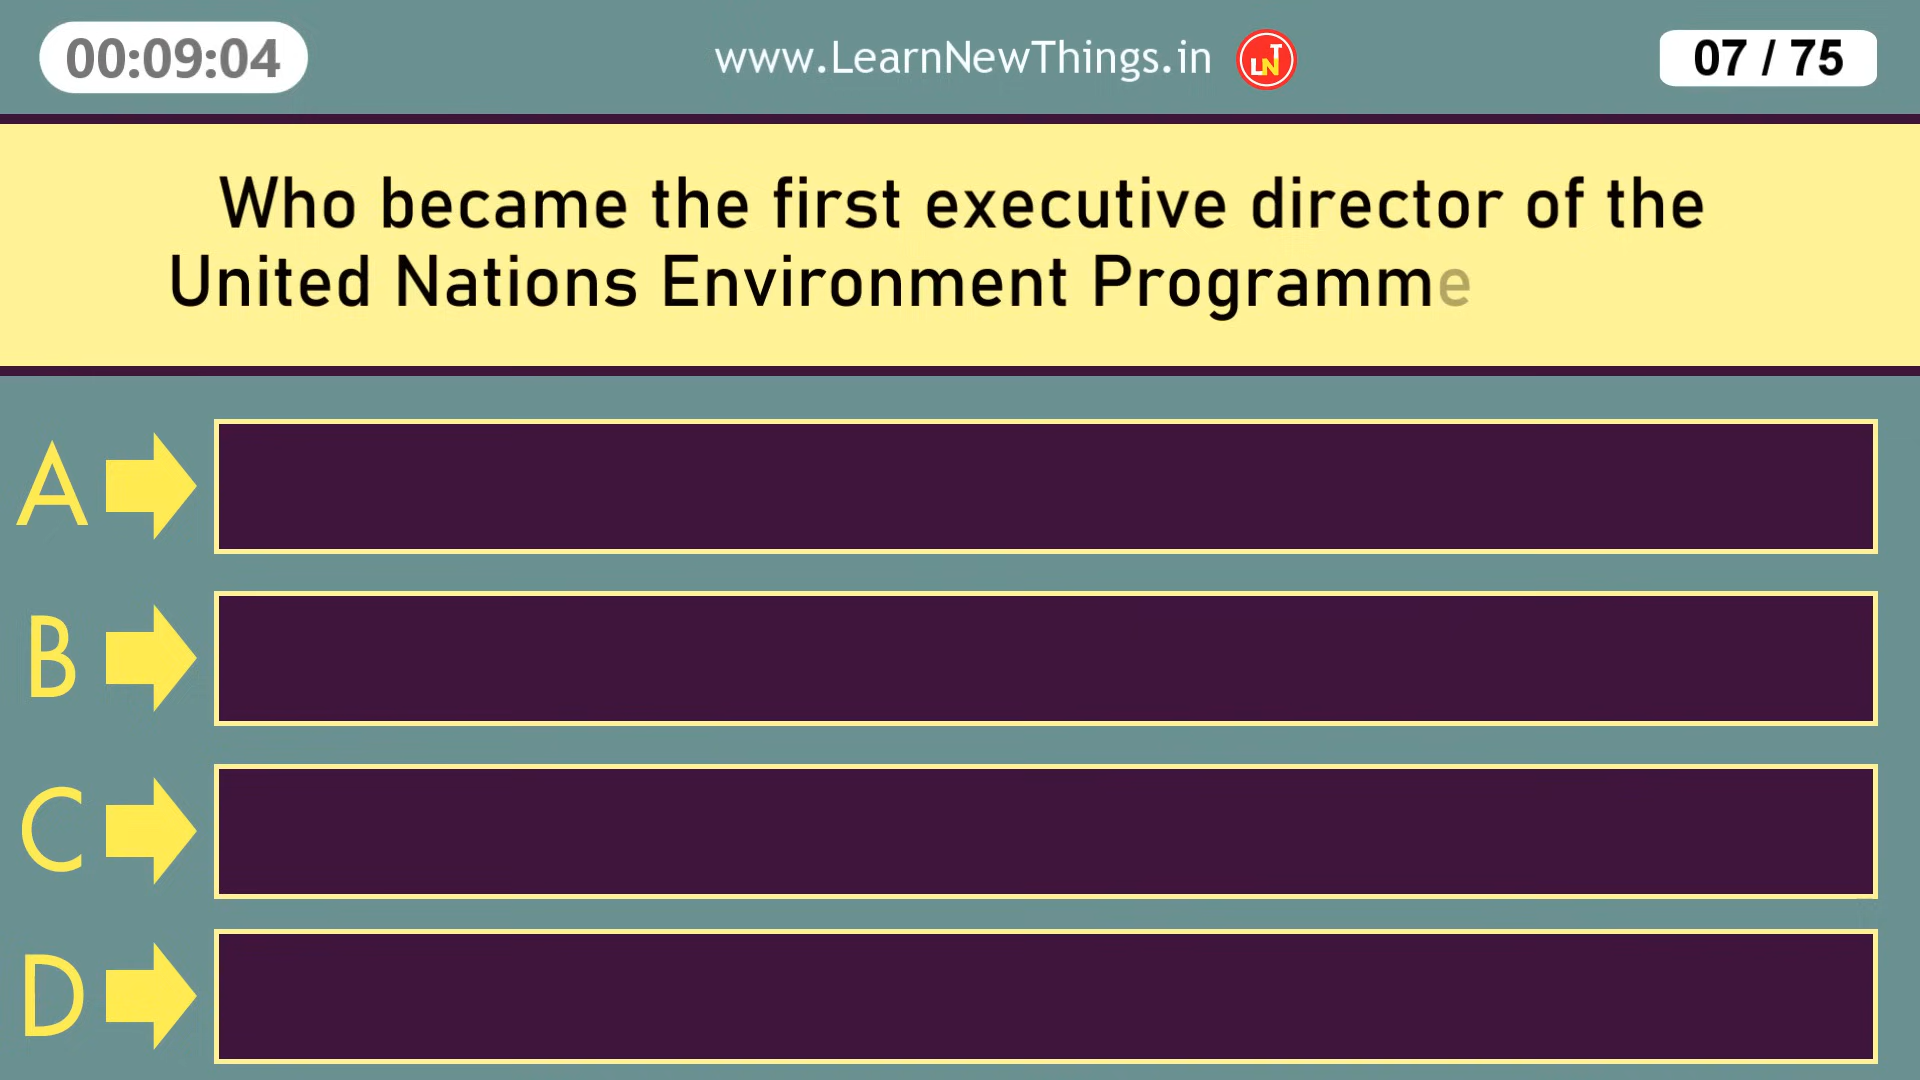 00:09:04
www.LearnNewThings.in
LNT
07 / 75
Who became the first executive director of the
United Nations Environment Programme
A
B
C
D